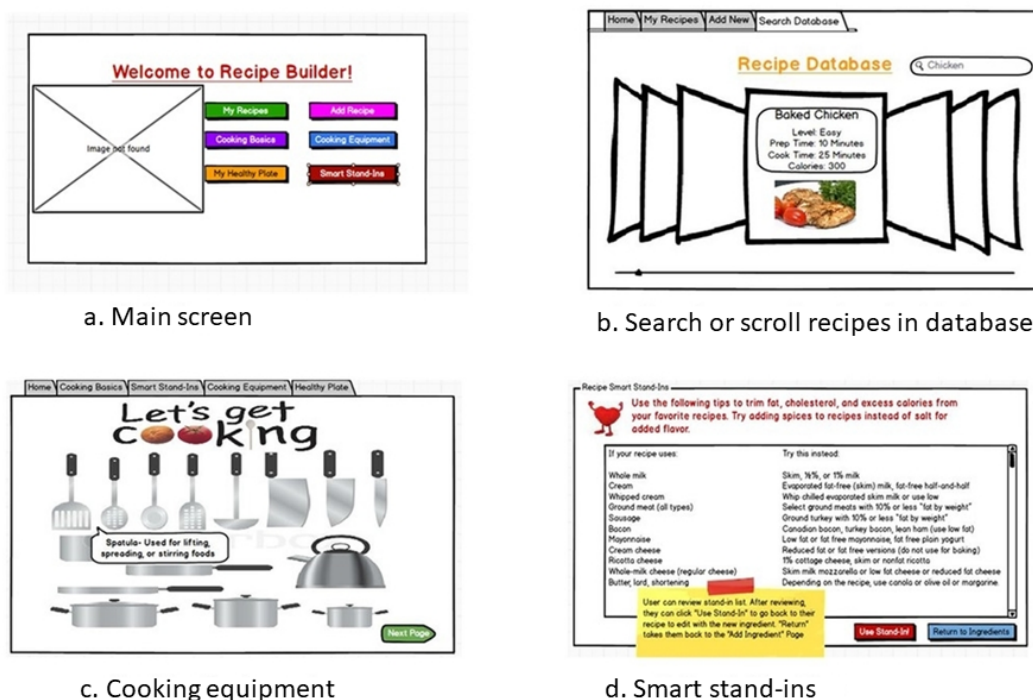 Welcome to Recipe Builder!
Image not found
My Recipes
Add Recipe
Cooking Basics
Cooking Equipment
My Healthy Plate
Smart Stand-Ins
a. Main screen
Home My Recipes Add New Search Database
Recipe Database
Chicken
Baked Chicken
Level: Easy
Prep Time: 10 Minutes
Cook Time: 25 Minutes
Calories: 300
b. Search or scroll recipes in database
Home Cooking Basics Smart Stand-Ins Cooking Equipment Healthy Plate
Let's get
cooking
Spatula- Used for lifting,
spreading, or stirring foods
Next Page
c. Cooking equipment
Recipe Smart Stand-Ins
Use the following tips to trim fat, cholesterol, and excess calories from
your favorite recipes. Try adding spices to recipes instead of salt for
added flavor.
If your recipe uses: Try this instead:
Whole milk Skim, ½%, or 1% milk
Cream Evaporated fat-free (skim) milk, fat-free half-and-half
Whipped cream Whip chilled evaporated skim milk or use low
Ground meat (all types) Select ground meats with 10% or less "fat by weight"
Sausage Ground turkey with 10% or less "fat by weight"
Bacon Canadian bacon, turkey bacon, lean ham (use low fat)
Mayonnaise Low fat or fat free mayonnaise, fat free plain yogurt
Cream cheese Reduced fat or fat free versions (do not use for baking)
Ricotta cheese 1% cottage cheese, skim or nonfat ricotta
Whole-milk cheese (regular cheese) Skim milk mozzarella or low fat cheese or reduced fat cheese
Butter, lard, shortening Depending on the recipe, use canola or olive oil or margarine.
User can review stand-in list. After reviewing,
they can click "Use Stand-In" to go back to their
recipe to edit with the new ingredient. "Return"
takes them back to the "Add Ingredient" Page
Use Stand-In!
Return to Ingredients
d. Smart stand-ins